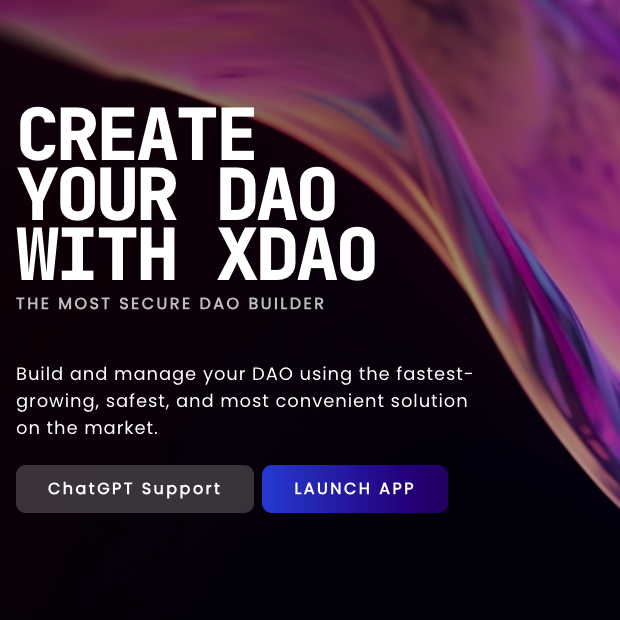 CREATE
YOUR DAO
WITH XDAO
THE MOST SECURE DAO BUILDER
Build and manage your DAO using the fastest-
growing, safest, and most convenient solution
on the market.
ChatGPT Support
LAUNCH APP